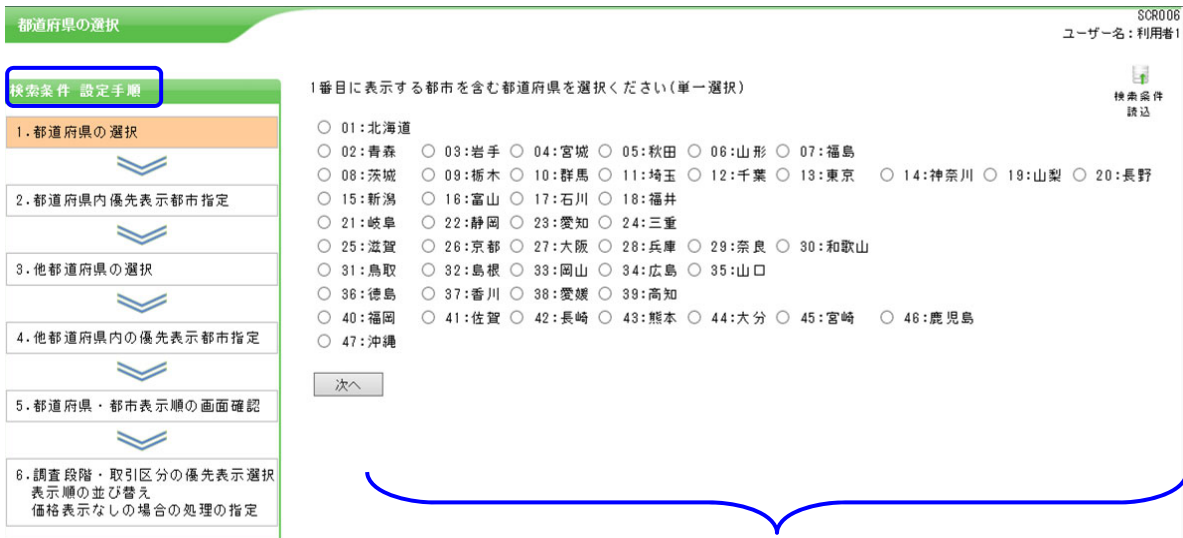 都道府県の選択
SCR006
ユーザー名:利用者1
検索条件 設定手順
1.都道府県の選択
2.都道府県内優先表示都市指定
3.他都道府県の選択
4.他都道府県内の優先表示都市指定
5.都道府県・都市表示順の画面確認
6.調査段階・取引区分の優先表示選択
表示順の並び替え
価格表示なしの場合の処理の指定
1番目に表示する都市を含む都道府県を選択ください(単一選択)
検索条件
読込
01:北海道
02:青森 03:岩手 04:宮城 05:秋田 06:山形 07:福島
08:茨城 09:栃木 10:群馬 11:埼玉 12:千葉 13:東京 14:神奈川 19:山梨 20:長野
15:新潟 16:富山 17:石川 18:福井
21:岐阜 22:静岡 23:愛知 24:三重
25:滋賀 26:京都 27:大阪 28:兵庫 29:奈良 30:和歌山
31:鳥取 32:島根 33:岡山 34:広島 35:山口
36:徳島 37:香川 38:愛媛 39:高知
40:福岡 41:佐賀 42:長崎 43:熊本 44:大分 45:宮崎 46:鹿児島
47:沖縄
次へ